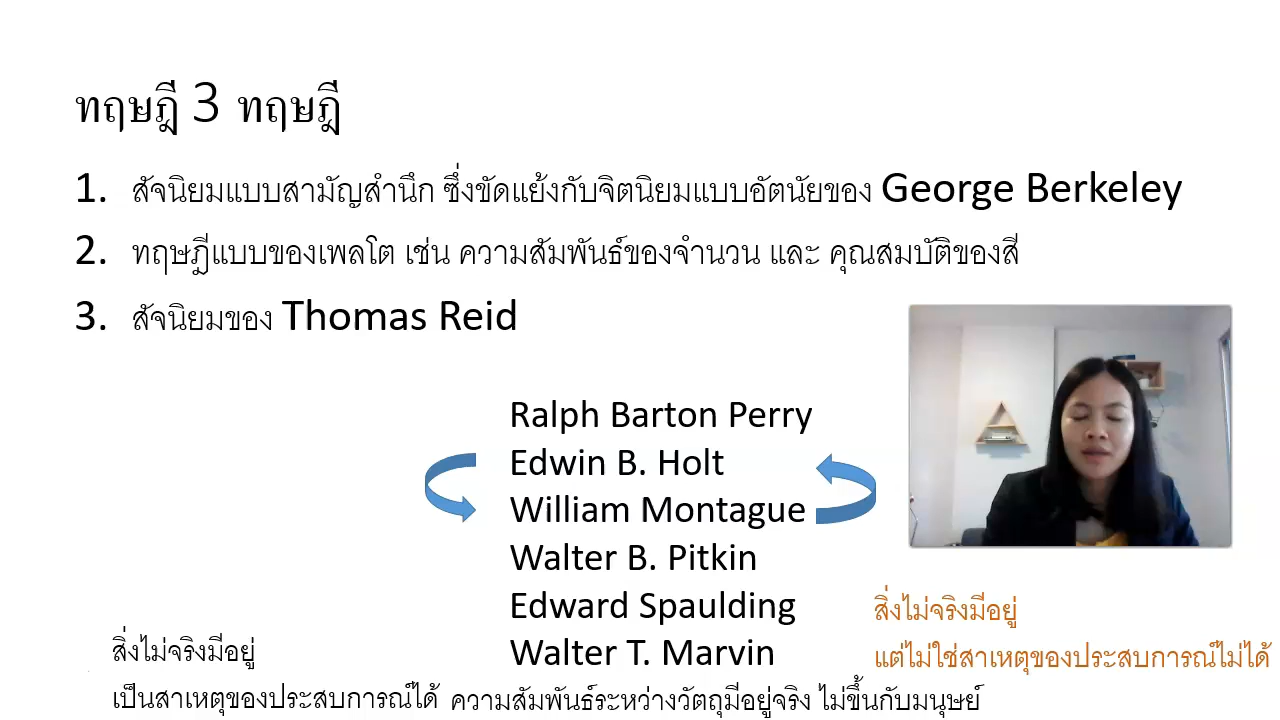 ทฤษฎี 3 ทฤษฎี
1. สัจนิยมแบบสามัญสำนึก ซึ่งขัดแย้งกับจิตนิยมแบบอัตนัยของ George Berkeley
2. ทฤษฎีแบบของเพลโต เช่น ความสัมพันธ์ของจำนวน และ คุณสมบัติของสี
3. สัจนิยมของ Thomas Reid
Ralph Barton Perry
Edwin B. Holt
William Montague
Walter B. Pitkin
Edward Spaulding
Walter T. Marvin
สิ่งไม่จริงมีอยู่
แต่ไม่ใช่สาเหตุของประสบการณ์ไม่ได้
สิ่งไม่จริงมีอยู่
เป็นสาเหตุของประสบการณ์ได้
ความสัมพันธ์ระหว่างวัตถุมีอยู่จริง ไม่ขึ้นกับมนุษย์